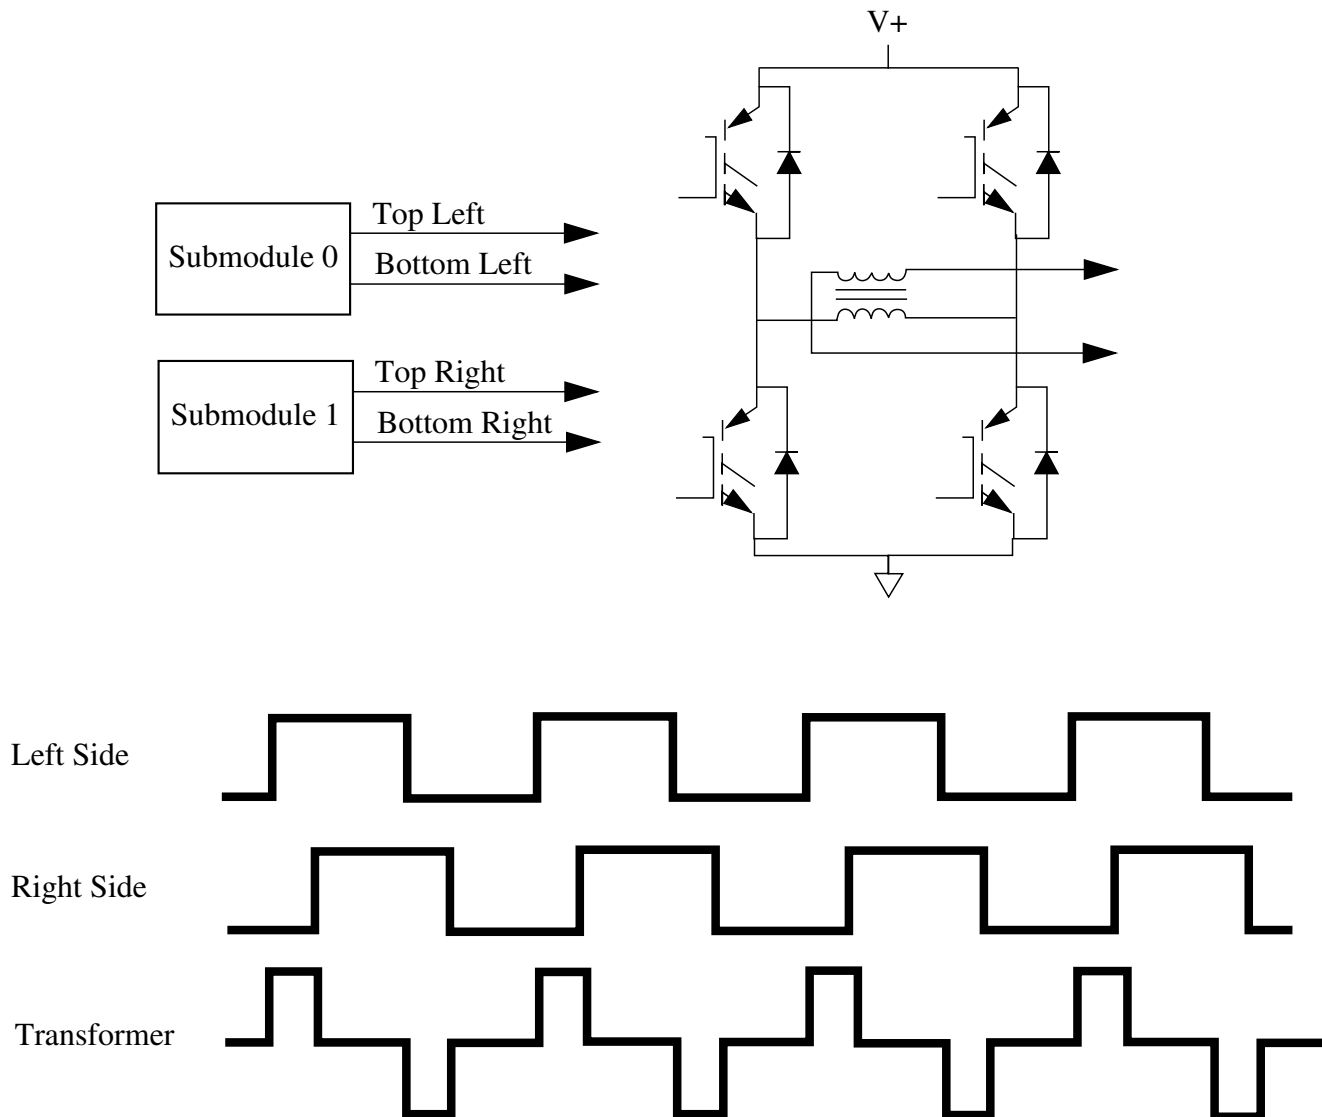 V+
Top Left
Submodule 0
Bottom Left
Top Right
Submodule 1
Bottom Right
Left Side
Right Side
Transformer